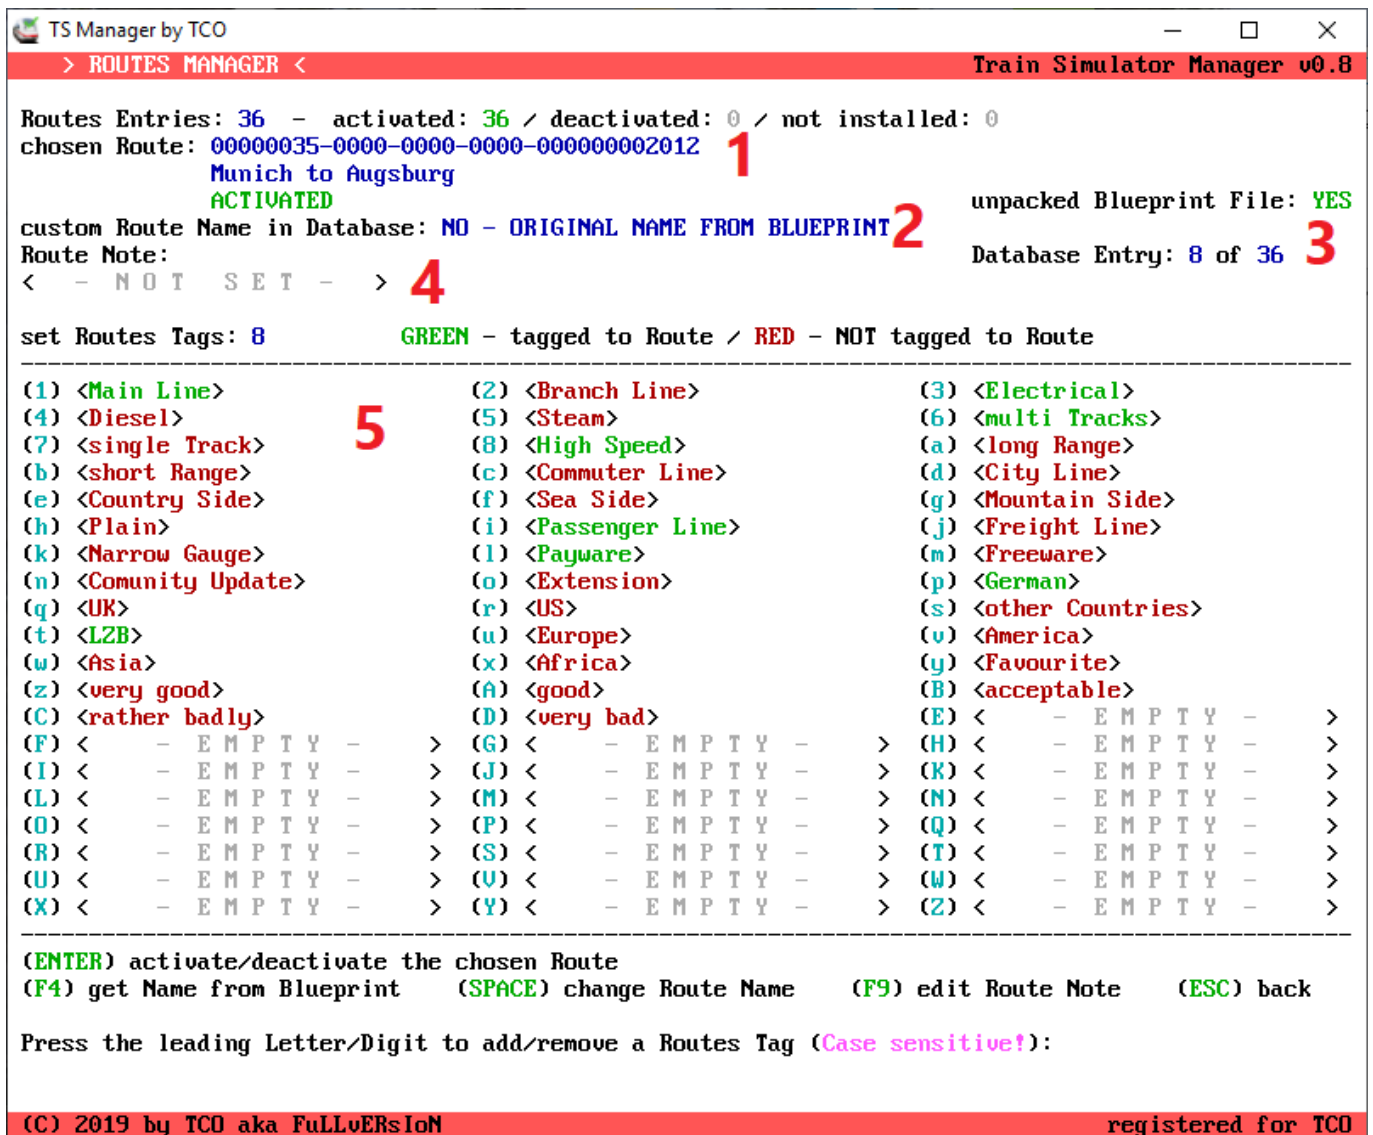 TS Manager by TCO
> ROUTES MANAGER < Train Simulator Manager v0.8
Routes Entries: 36 - activated: 36 / deactivated: 0 / not installed: 0
chosen Route: 00000035-0000-0000-0000-000000002012 1
Munich to Augsburg
ACTIVATED unpacked Blueprint File: YES
custom Route Name in Database: NO - ORIGINAL NAME FROM BLUEPRINT 2
Route Note: Database Entry: 8 of 36 3
< - N O T S E T - > 4
set Routes Tags: 8 GREEN - tagged to Route / RED - NOT tagged to Route
(1) <Main Line> (2) <Branch Line> (3) <Electrical>
(4) <Diesel> 5 (5) <Steam> (6) <multi Tracks>
(7) <single Track> (8) <High Speed> (a) <long Range>
(b) <short Range> (c) <Commuter Line> (d) <City Line>
(e) <Country Side> (f) <Sea Side> (g) <Mountain Side>
(h) <Plain> (i) <Passenger Line> (j) <Freight Line>
(k) <Narrow Gauge> (l) <Payware> (m) <Freeware>
(n) <Comunity Update> (o) <Extension> (p) <German>
(q) <UK> (r) <US> (s) <other Countries>
(t) <LZB> (u) <Europe> (v) <America>
(w) <Asia> (x) <Africa> (y) <Favourite>
(z) <very good> (A) <good> (B) <acceptable>
(C) <rather badly> (D) <very bad> (E) < - E M P T Y - >
(F) < - E M P T Y - > (G) < - E M P T Y - > (H) < - E M P T Y - >
(I) < - E M P T Y - > (J) < - E M P T Y - > (K) < - E M P T Y - >
(L) < - E M P T Y - > (M) < - E M P T Y - > (N) < - E M P T Y - >
(O) < - E M P T Y - > (P) < - E M P T Y - > (Q) < - E M P T Y - >
(R) < - E M P T Y - > (S) < - E M P T Y - > (T) < - E M P T Y - >
(U) < - E M P T Y - > (V) < - E M P T Y - > (W) < - E M P T Y - >
(X) < - E M P T Y - > (Y) < - E M P T Y - > (Z) < - E M P T Y - >
(ENTER) activate/deactivate the chosen Route
(F4) get Name from Blueprint (SPACE) change Route Name (F9) edit Route Note (ESC) back
Press the leading Letter/Digit to add/remove a Routes Tag (Case sensitive!):
(C) 2019 by TCO aka FuLLvERsIoN registered for TCO